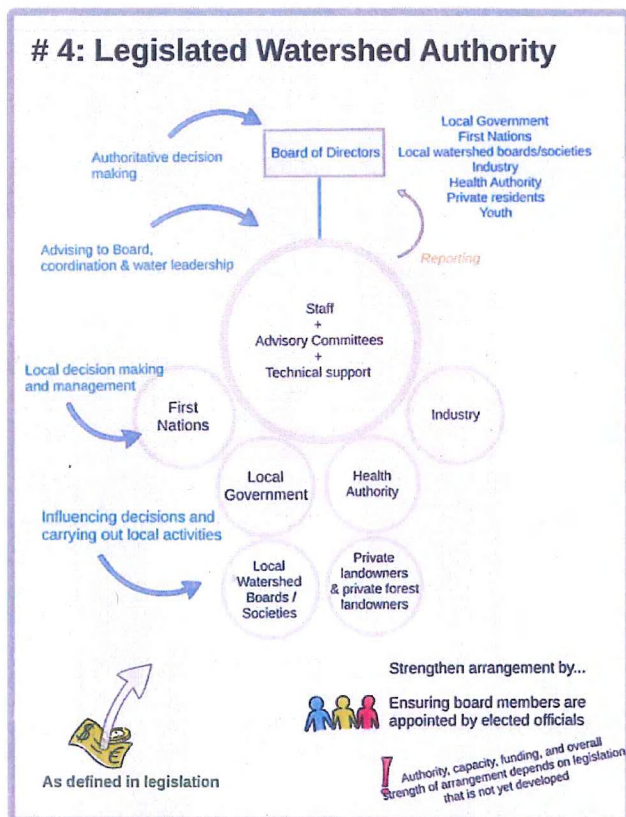 # 4: Legislated Watershed Authority
Authoritative decision
making
Board of Directors
Local Government
First Nations
Local watershed boards/societies
Industry
Health Authority
Private residents
Youth
Advising to Board,
coordination & water leadership
Reporting
Staff
+
Advisory Committees
+
Technical support
Local decision making
and management
First
Nations
Industry
Local
Government
Health
Authority
Influencing decisions and
carrying out local activities
Local
Watershed
Boards /
Societies
Private
landowners
& private forest
landowners
Strengthen arrangement by...
Ensuring board members are
appointed by elected officials
$
€
As defined in legislation
!
Authority, capacity, funding, and overall
strength of arrangement depends on legislation
that is not yet developed